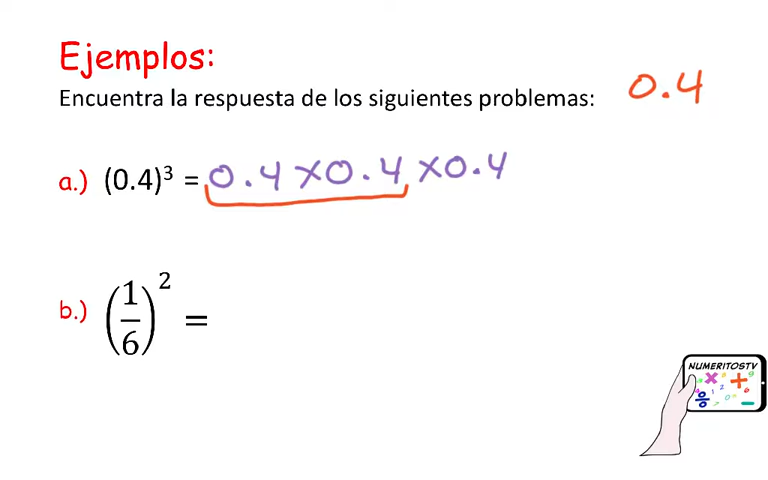 Ejemplos:
Encuentra la respuesta de los siguientes problemas:
0.4
a.) (0.4)³ = 0.4 × 0.4 × 0.4
b.) (1/6)² =
NUMERITOSTV